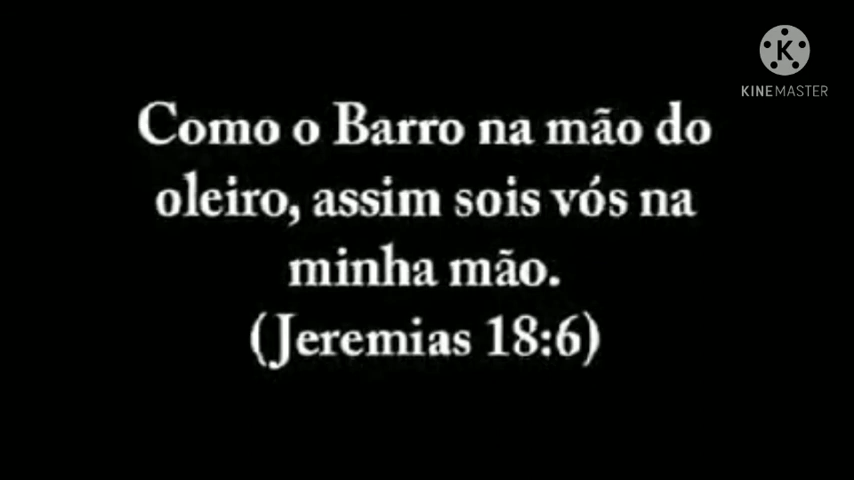 K
KINEMASTER
Como o Barro na mão do
oleiro, assim sois vós na
minha mão.
(Jeremias 18:6)